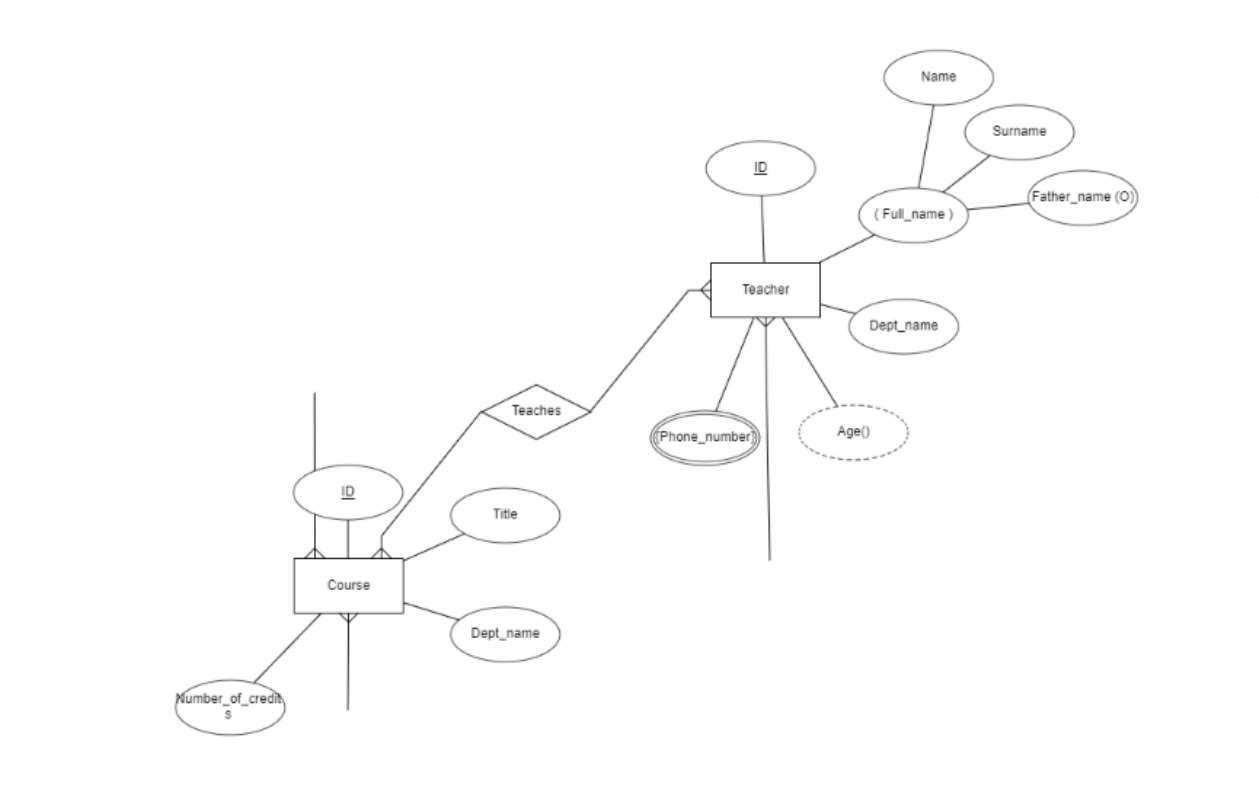 Name
Surname
ID
Father_name (O)
( Full_name )
Teacher
Dept_name
Teaches
Phone_number
Age()
ID
Title
Course
Dept_name
Number_of_credit
s